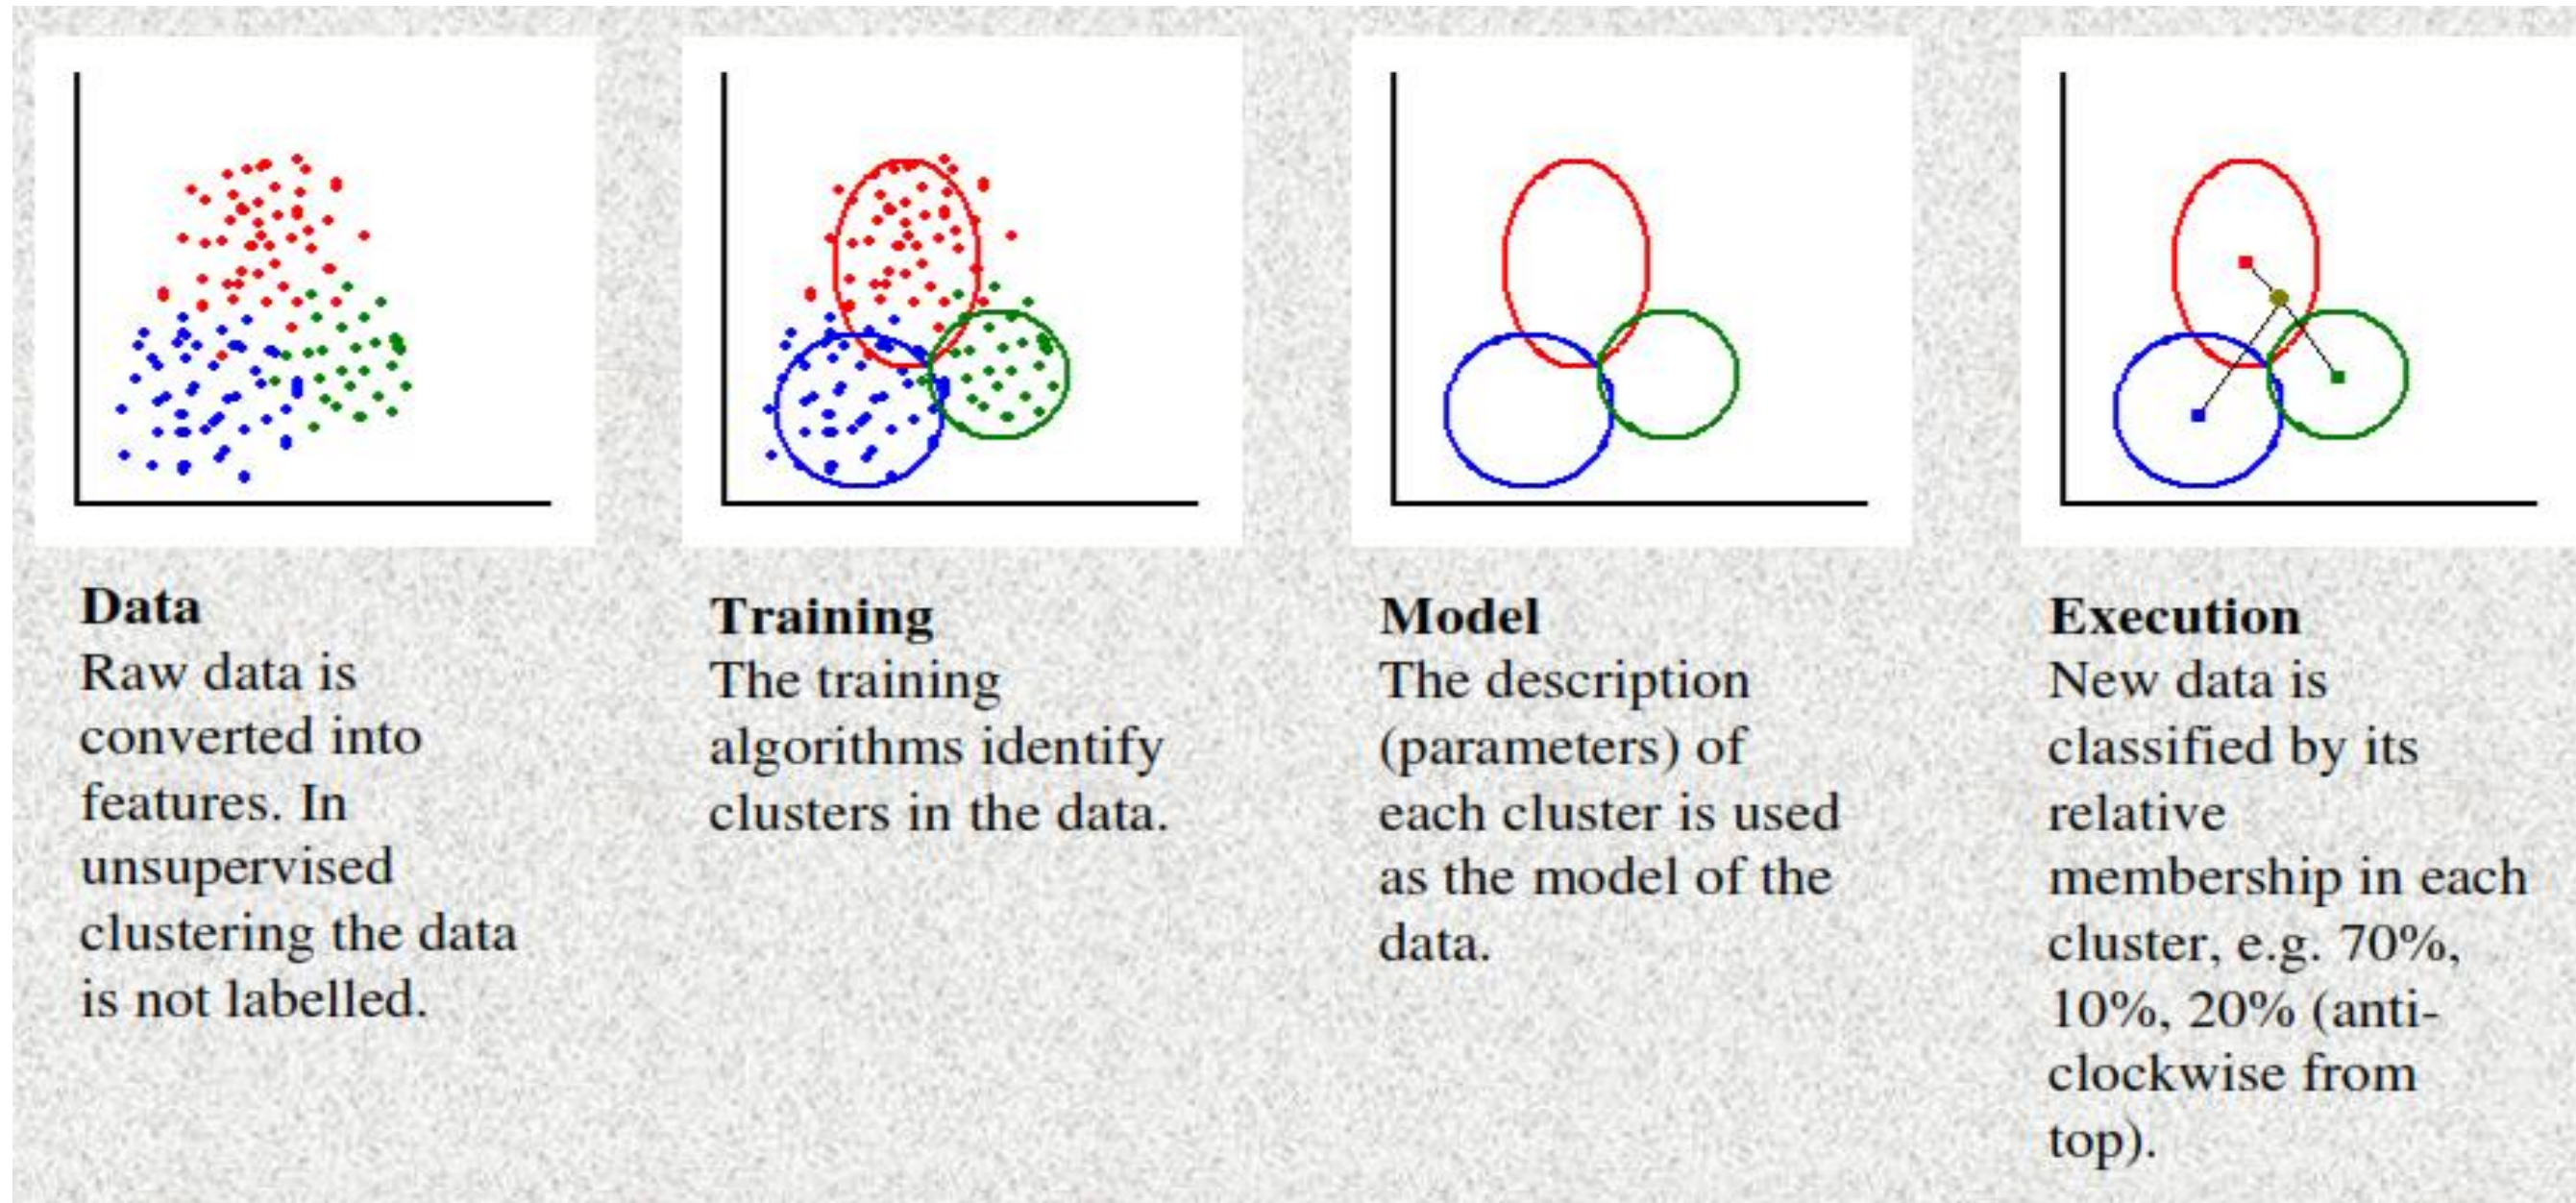 Data
Raw data is
converted into
features. In
unsupervised
clustering the data
is not labelled.
Training
The training
algorithms identify
clusters in the data.
Model
The description
(parameters) of
each cluster is used
as the model of the
data.
Execution
New data is
classified by its
relative
membership in each
cluster, e.g. 70%,
10%, 20% (anti-
clockwise from
top).